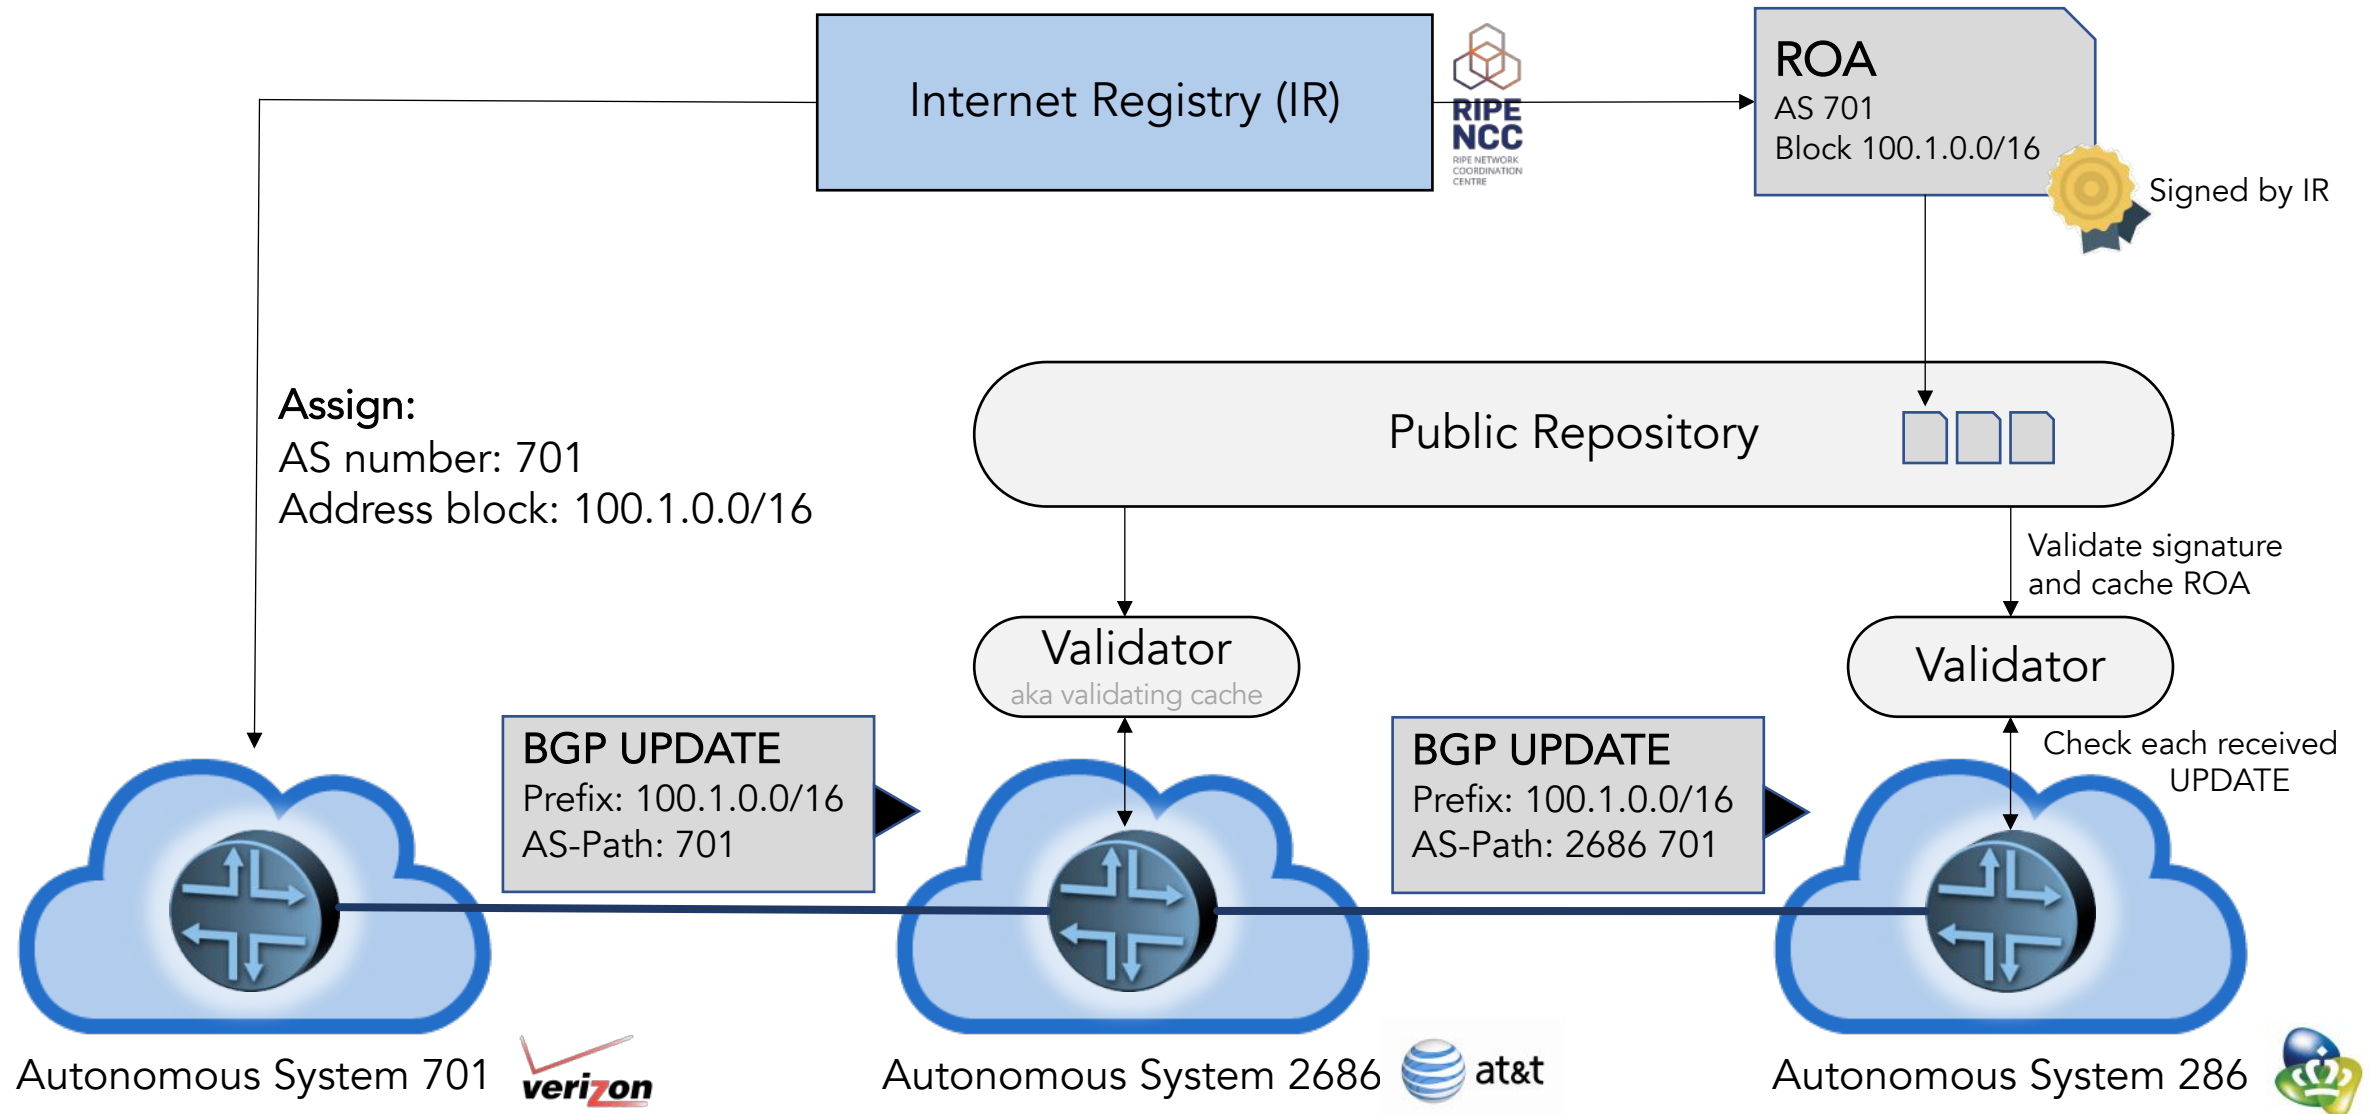 Internet Registry (IR)
RIPE
NCC
RIPE NETWORK
COORDINATION
CENTRE
ROA
AS 701
Block 100.1.0.0/16
Signed by IR
Assign:
AS number: 701
Address block: 100.1.0.0/16
Public Repository
Validate signature
and cache ROA
Validator
aka validating cache
Validator
Check each received
UPDATE
BGP UPDATE
Prefix: 100.1.0.0/16
AS-Path: 701
BGP UPDATE
Prefix: 100.1.0.0/16
AS-Path: 2686 701
Autonomous System 701
verizon
Autonomous System 2686
at&t
Autonomous System 286